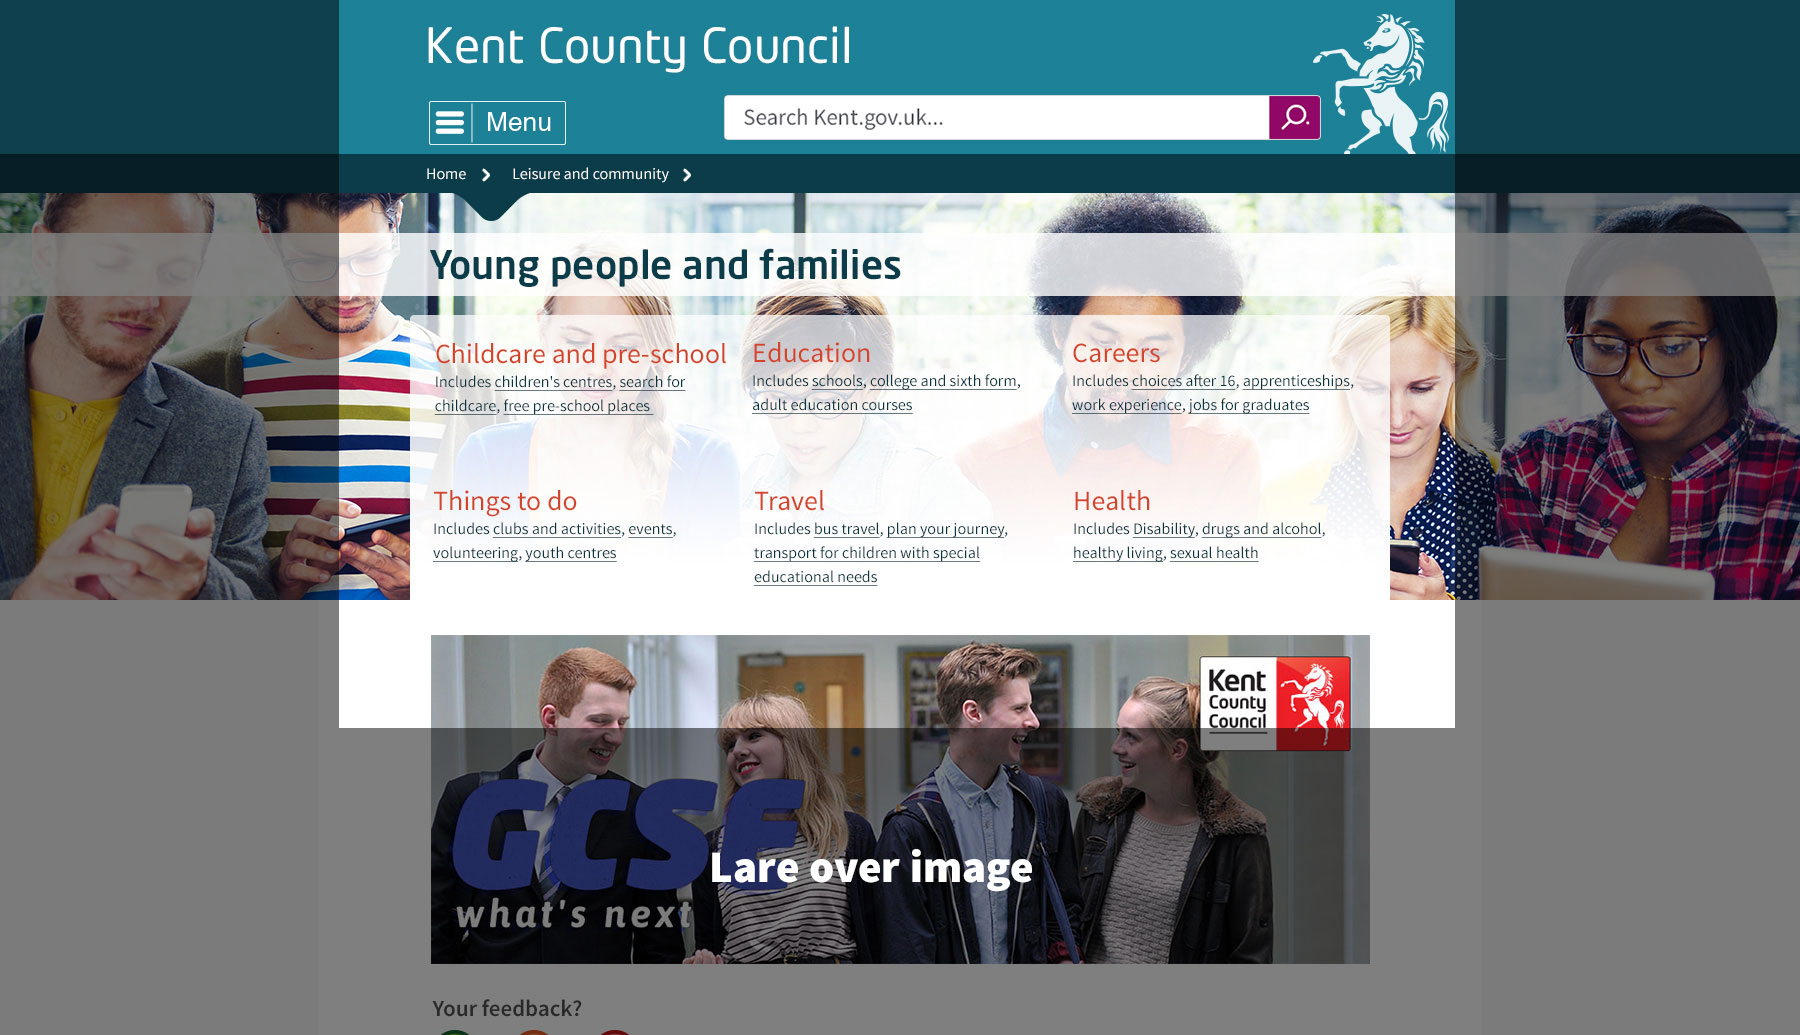 Kent County Council
Menu
Search Kent.gov.uk...
Home
Leisure and community
Young people and families
Childcare and pre-school
Includes children's centres, search for
childcare, free pre-school places
Education
Includes schools, college and sixth form,
adult education courses
Careers
Includes choices after 16, apprenticeships,
work experience, jobs for graduates
Things to do
Includes clubs and activities, events,
volunteering, youth centres
Travel
Includes bus travel, plan your journey,
transport for children with special
educational needs
Health
Includes Disability, drugs and alcohol,
healthy living, sexual health
Kent
County
Council
GCSE
what's next
Lare over image
Your feedback?